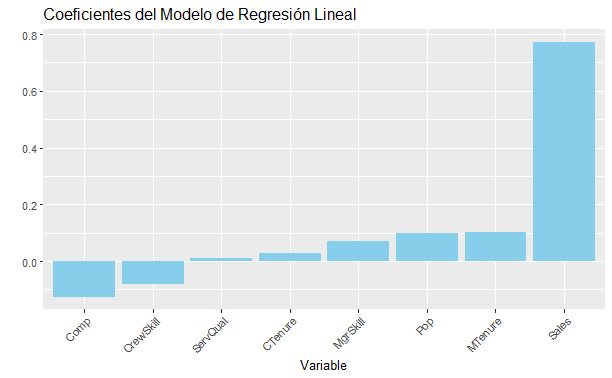 Coeficientes del Modelo de Regresión Lineal
0.8
0.6
0.4
0.2
0.0
Comp
CrewSkill
ServQual
CTenure
MgrSkill
Pop
MTenure
Sales
Variable